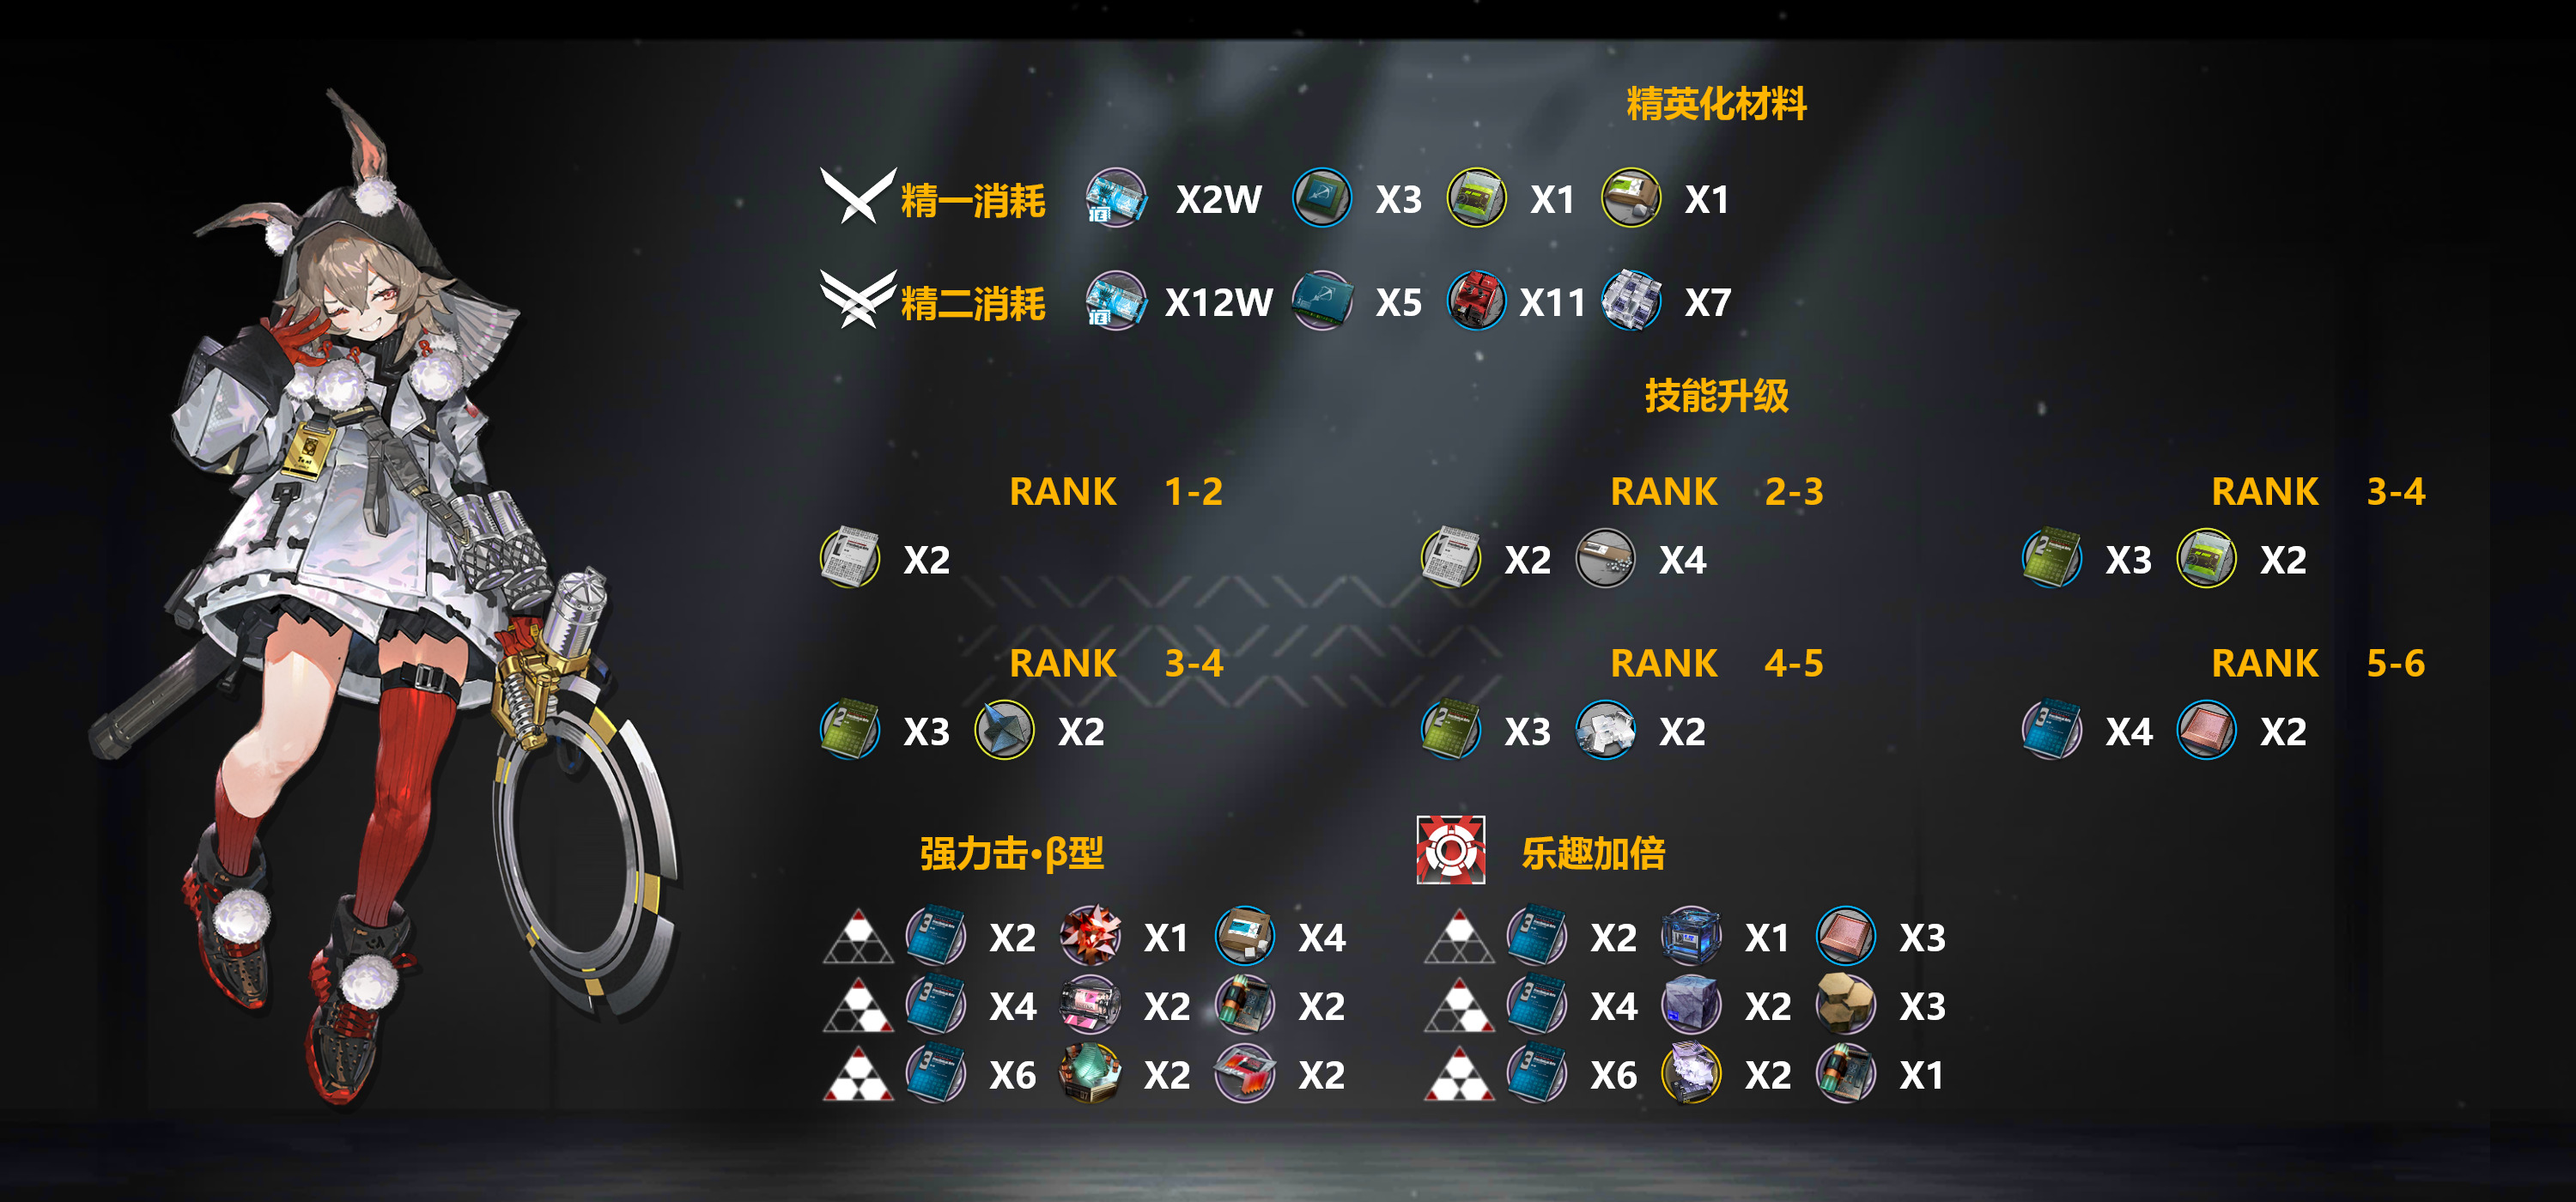 精英化材料
精一消耗 X2W X3 X1 X1
精二消耗 X12W X5 X11 X7
技能升级
RANK 1-2 RANK 2-3 RANK 3-4
X2 X2 X4 X3 X2
RANK 3-4 RANK 4-5 RANK 5-6
X3 X2 X3 X2 X4 X2
强力击·β型 乐趣加倍
X2 X1 X4 X2 X1 X3
X4 X2 X2 X4 X2 X3
X6 X2 X2 X6 X2 X1